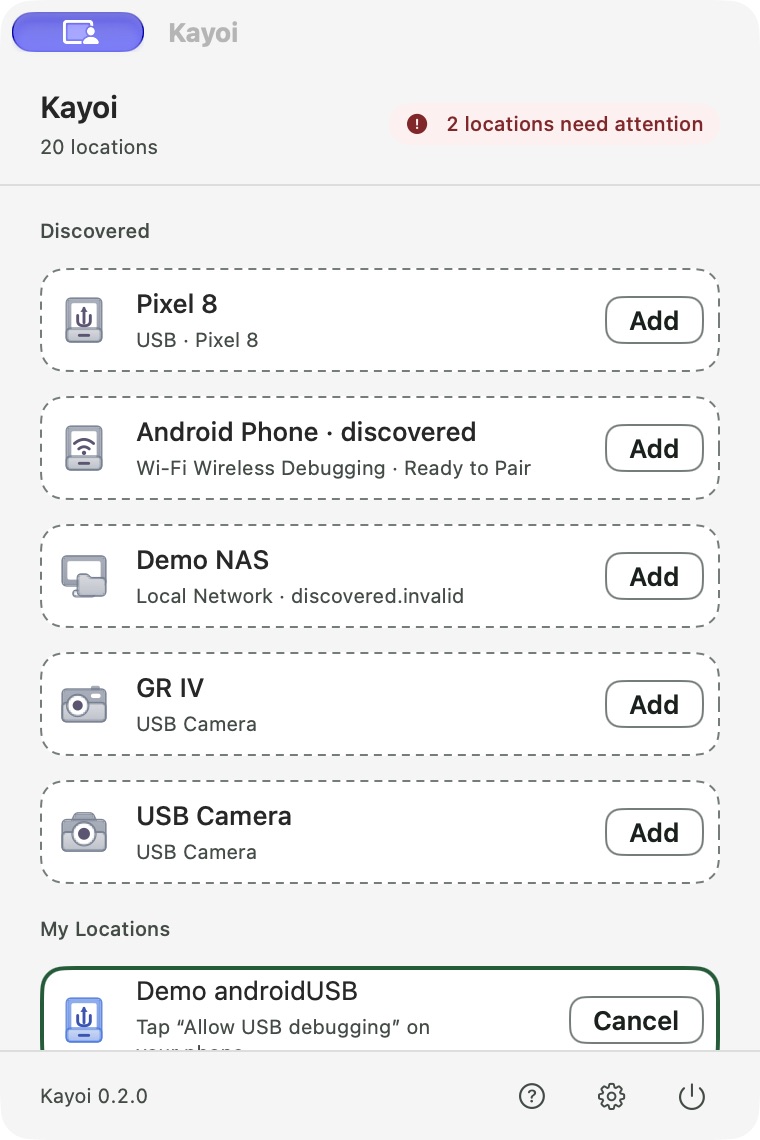 Kayoi
Kayoi
20 locations
2 locations need attention
Discovered
Pixel 8
USB · Pixel 8
Add
Android Phone · discovered
Wi-Fi Wireless Debugging · Ready to Pair
Add
Demo NAS
Local Network · discovered.invalid
Add
GR IV
USB Camera
Add
USB Camera
USB Camera
Add
My Locations
Demo androidUSB
Tap “Allow USB debugging” on
your phone
Cancel
Kayoi 0.2.0